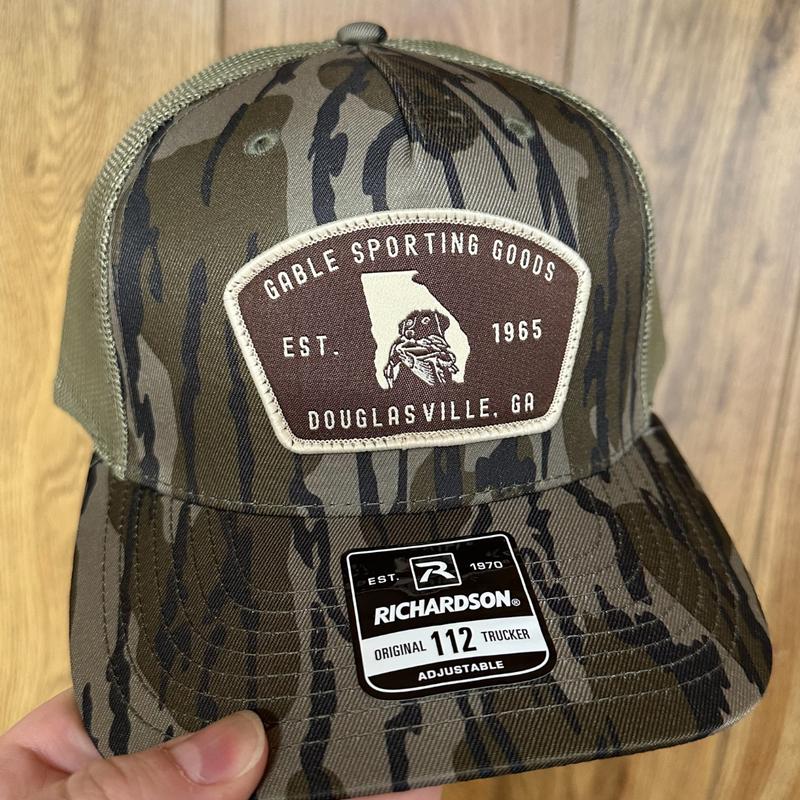 GABLE SPORTING GOODS
EST. 1965
DOUGLASVILLE, GA
EST. R 1970
RICHARDSON®
ORIGINAL 112 TRUCKER
ADJUSTABLE